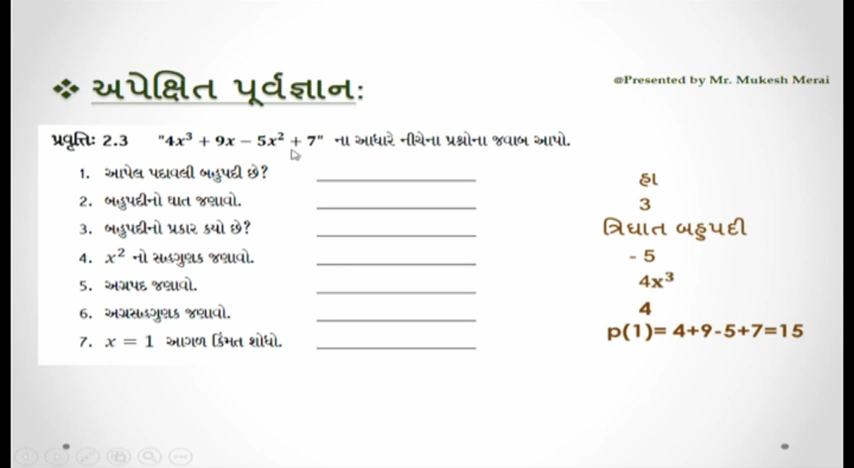 @Presented by Mr. Mukesh Merai
❖ અપેક્ષિત પૂર્વજ્ઞાન:
પ્રવૃત્તિ: 2.3 "4x³ + 9x − 5x² + 7" ના આધારે નીચેના પ્રશ્નોના જવાબ આપો.
1. આપેલ પદાવલી બહુપદી છે? હા
2. બહુપદીનો ઘાત જણાવો. 3
3. બહુપદીનો પ્રકાર કયો છે? ત્રિઘાત બહુપદી
4. x² નો સહગુણક જણાવો. - 5
5. અગ્રપદ જણાવો. 4x³
6. અગ્રસહગુણક જણાવો. 4
7. x = 1 આગળ કિંમત શોધો. p(1)= 4+9-5+7=15